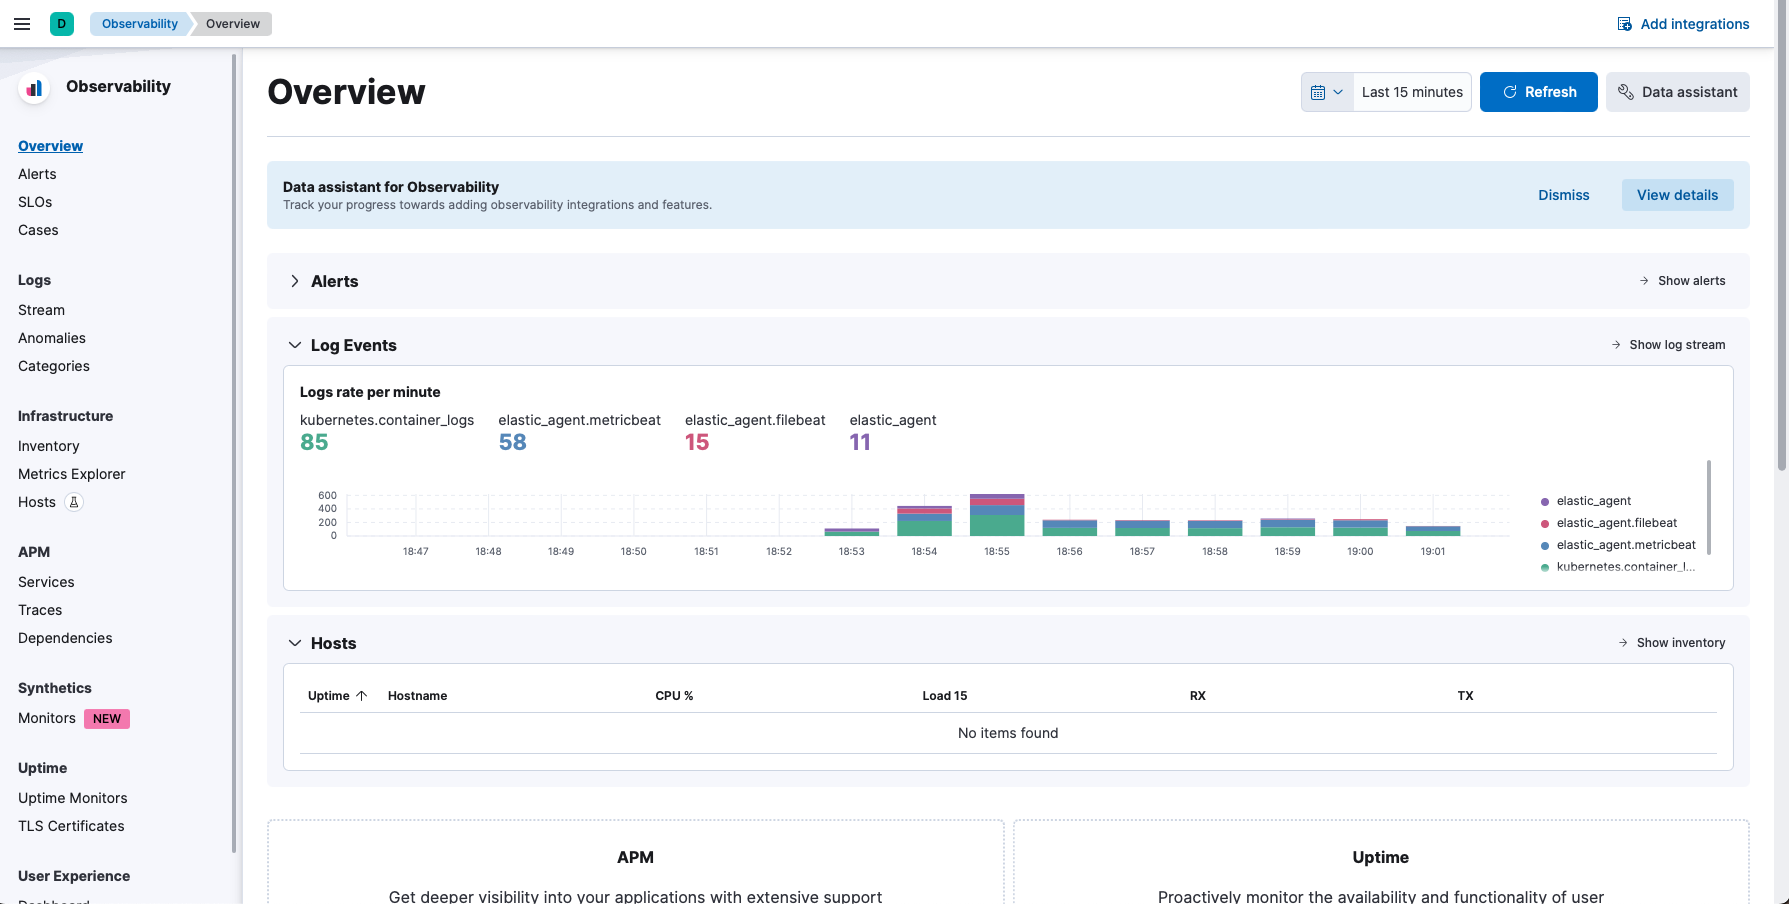 D
Observability
Overview
Add integrations
Observability
Overview
Alerts
SLOs
Cases
Logs
Stream
Anomalies
Categories
Infrastructure
Inventory
Metrics Explorer
Hosts
APM
Services
Traces
Dependencies
Synthetics
Monitors NEW
Uptime
Uptime Monitors
TLS Certificates
User Experience
Dashboard
Overview
Last 15 minutes
Refresh
Data assistant
Data assistant for Observability
Track your progress towards adding observability integrations and features.
Dismiss
View details
Alerts
Show alerts
Log Events
Show log stream
Logs rate per minute
kubernetes.container_logs
85
elastic_agent.metricbeat
58
elastic_agent.filebeat
15
elastic_agent
11
600
400
200
0
18:47 18:48 18:49 18:50 18:51 18:52 18:53 18:54 18:55 18:56 18:57 18:58 18:59 19:00 19:01
elastic_agent
elastic_agent.filebeat
elastic_agent.metricbeat
kubernetes.container_l...
Hosts
Show inventory
Uptime Hostname CPU % Load 15 RX TX
No items found
APM
Get deeper visibility into your applications with extensive support
Uptime
Proactively monitor the availability and functionality of user